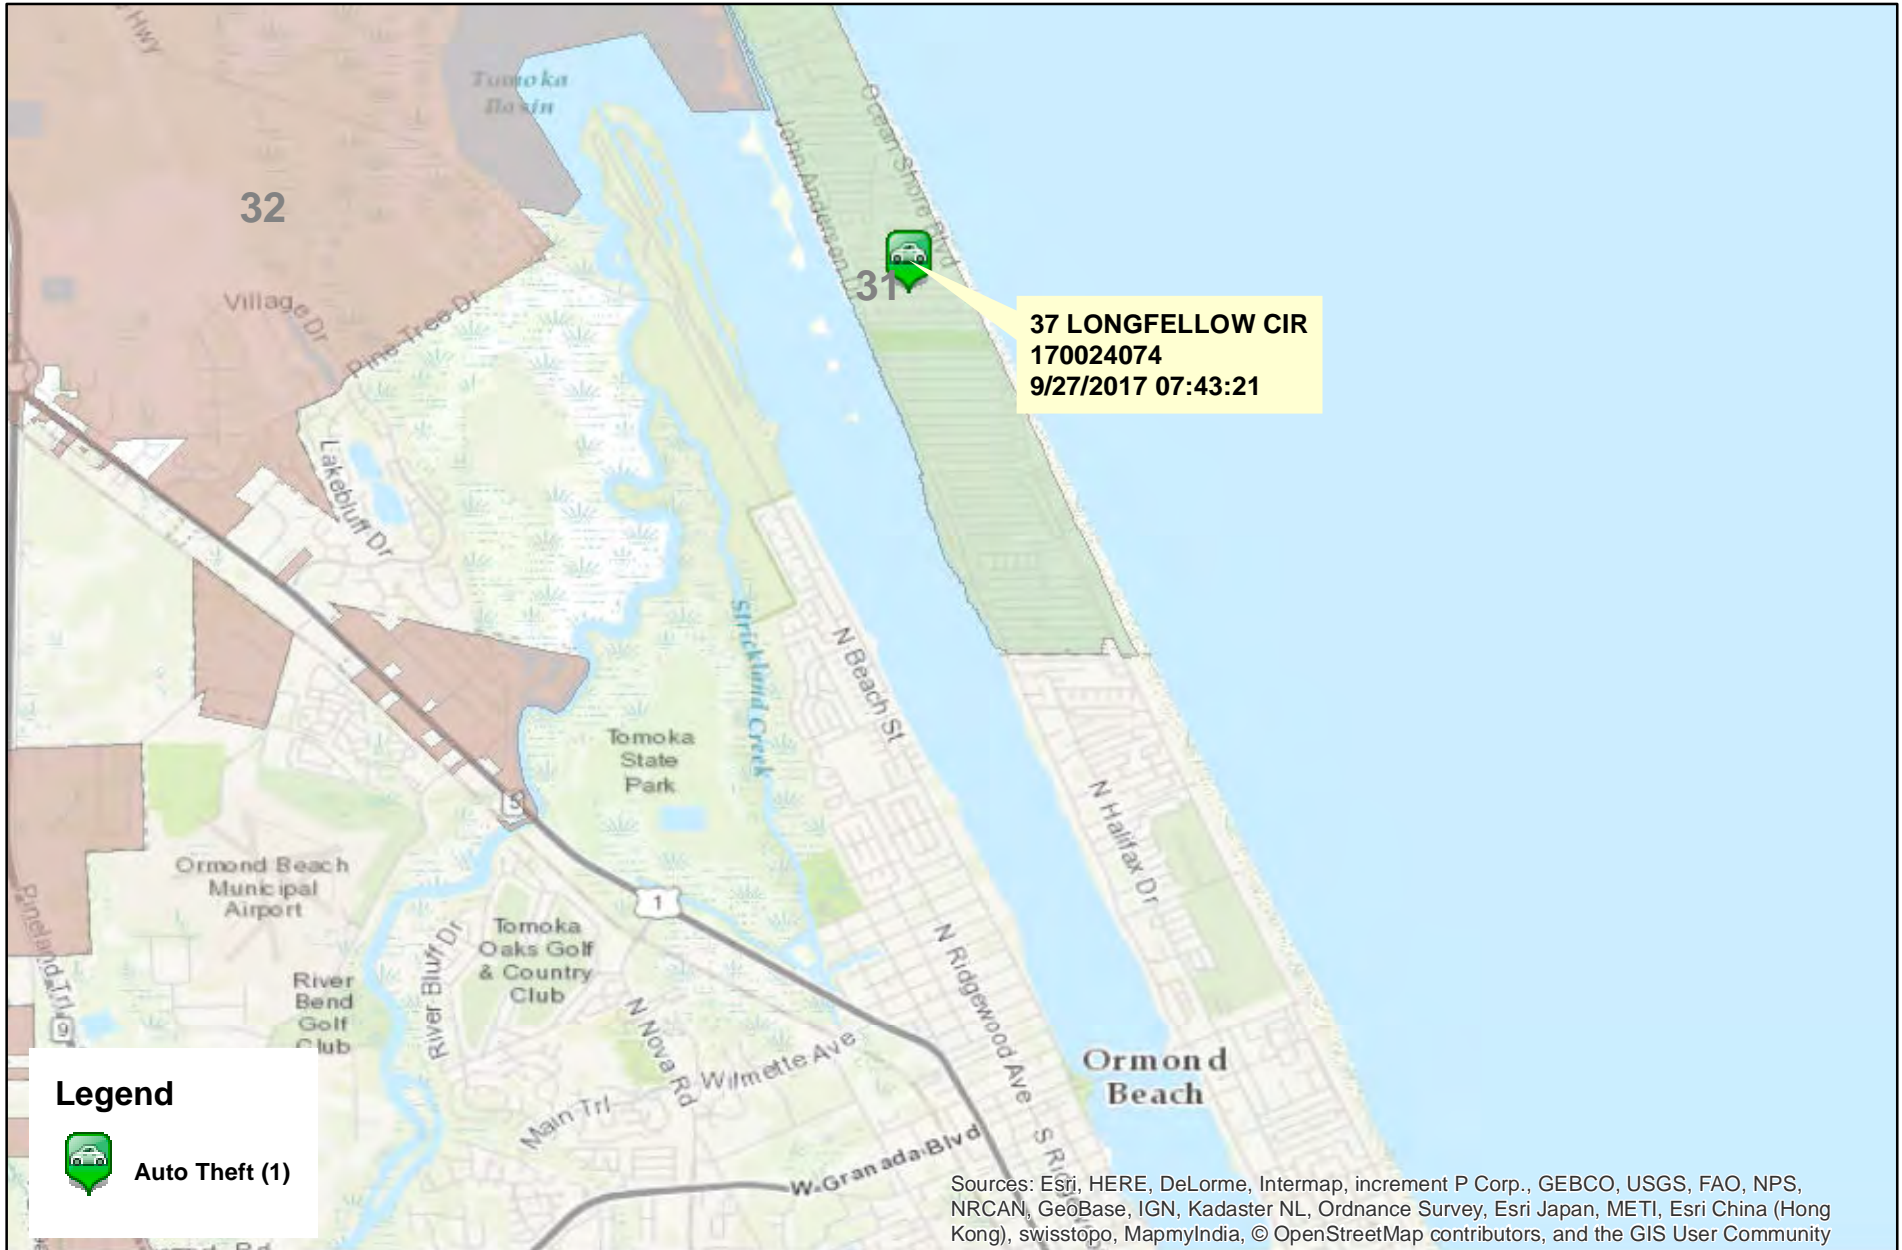 Hwy
Tomoka
Basin
John Anderson
Ocean Shore Blvd
32
31
Village Dr
Pine Tree Dr
37 LONGFELLOW CIR
170024074
9/27/2017 07:43:21
Lakebluff Dr
Strickland Creek
N Beach St
Tomoka
State
Park
5
N Halifax Dr
Ormond Beach
Municipal
Airport
1
Pineland Trl
9
River Bluff Dr
Tomoka
Oaks Golf
& Country
Club
River
Bend
Golf
Club
N Nova Rd
N Ridgewood Ave
Wilmette Ave
Main Trl
Ormond
Beach
W Granada Blvd
Legend
Auto Theft (1)
Sources: Esri, HERE, DeLorme, Intermap, increment P Corp., GEBCO, USGS, FAO, NPS,
NRCAN, GeoBase, IGN, Kadaster NL, Ordnance Survey, Esri Japan, METI, Esri China (Hong
Kong), swisstopo, MapmyIndia, © OpenStreetMap contributors, and the GIS User Community